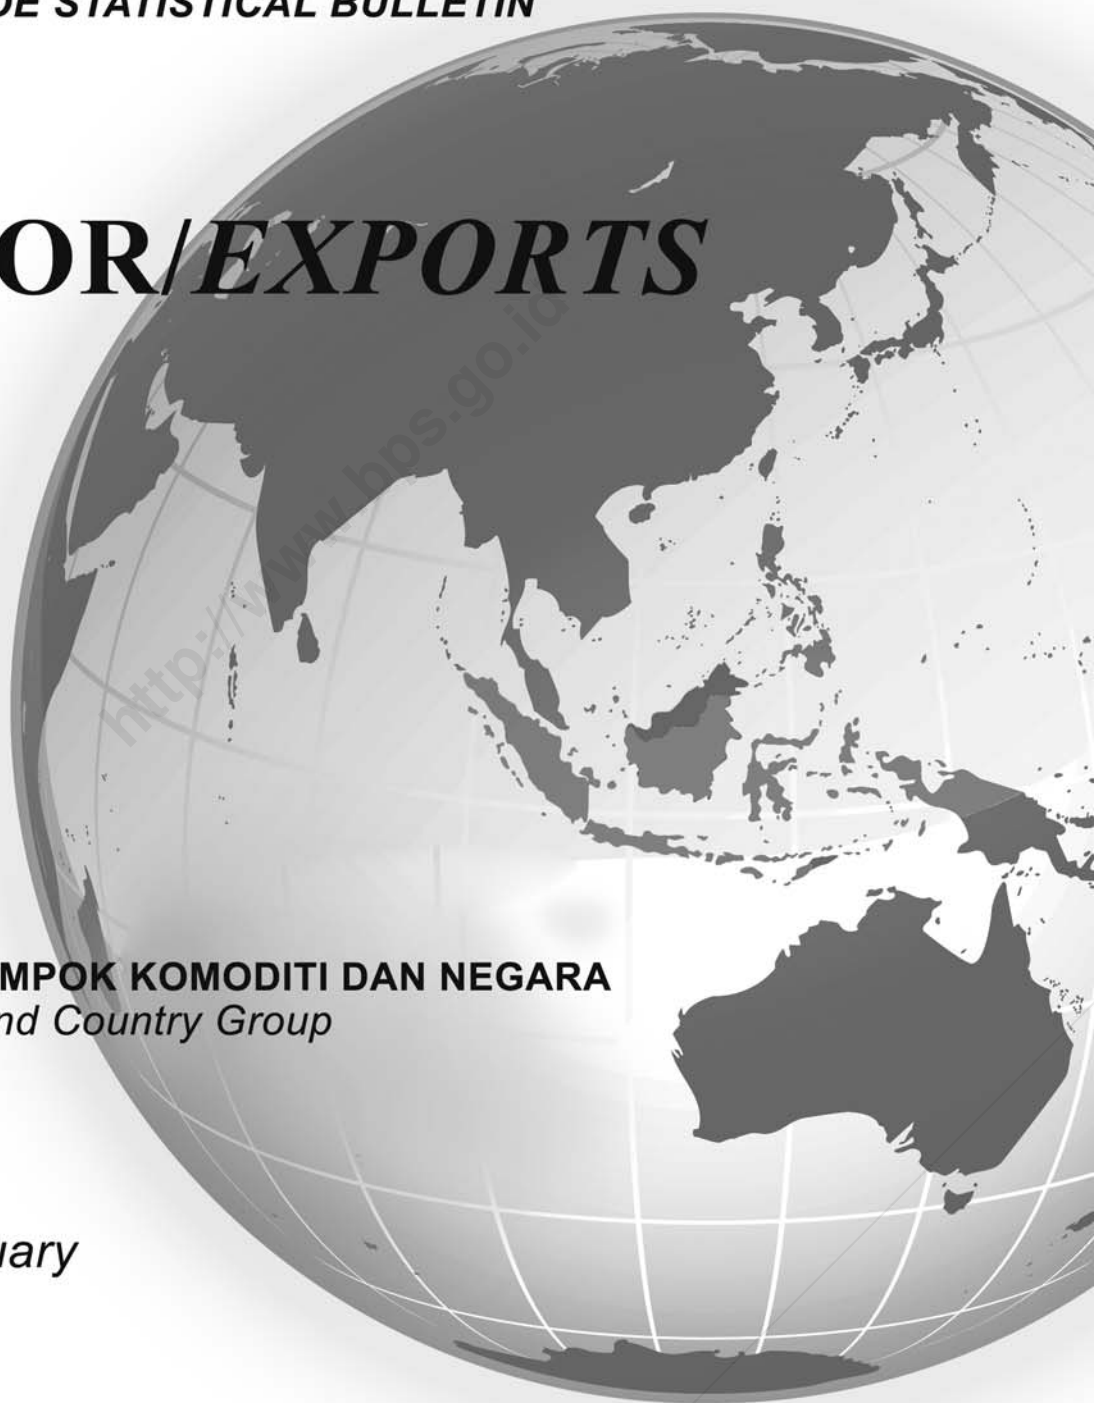 DE STATISTICAL BULLETIN
OR/EXPORTS
http://www.bps.go.id
MPOK KOMODITI DAN NEGARA
nd Country Group
uary